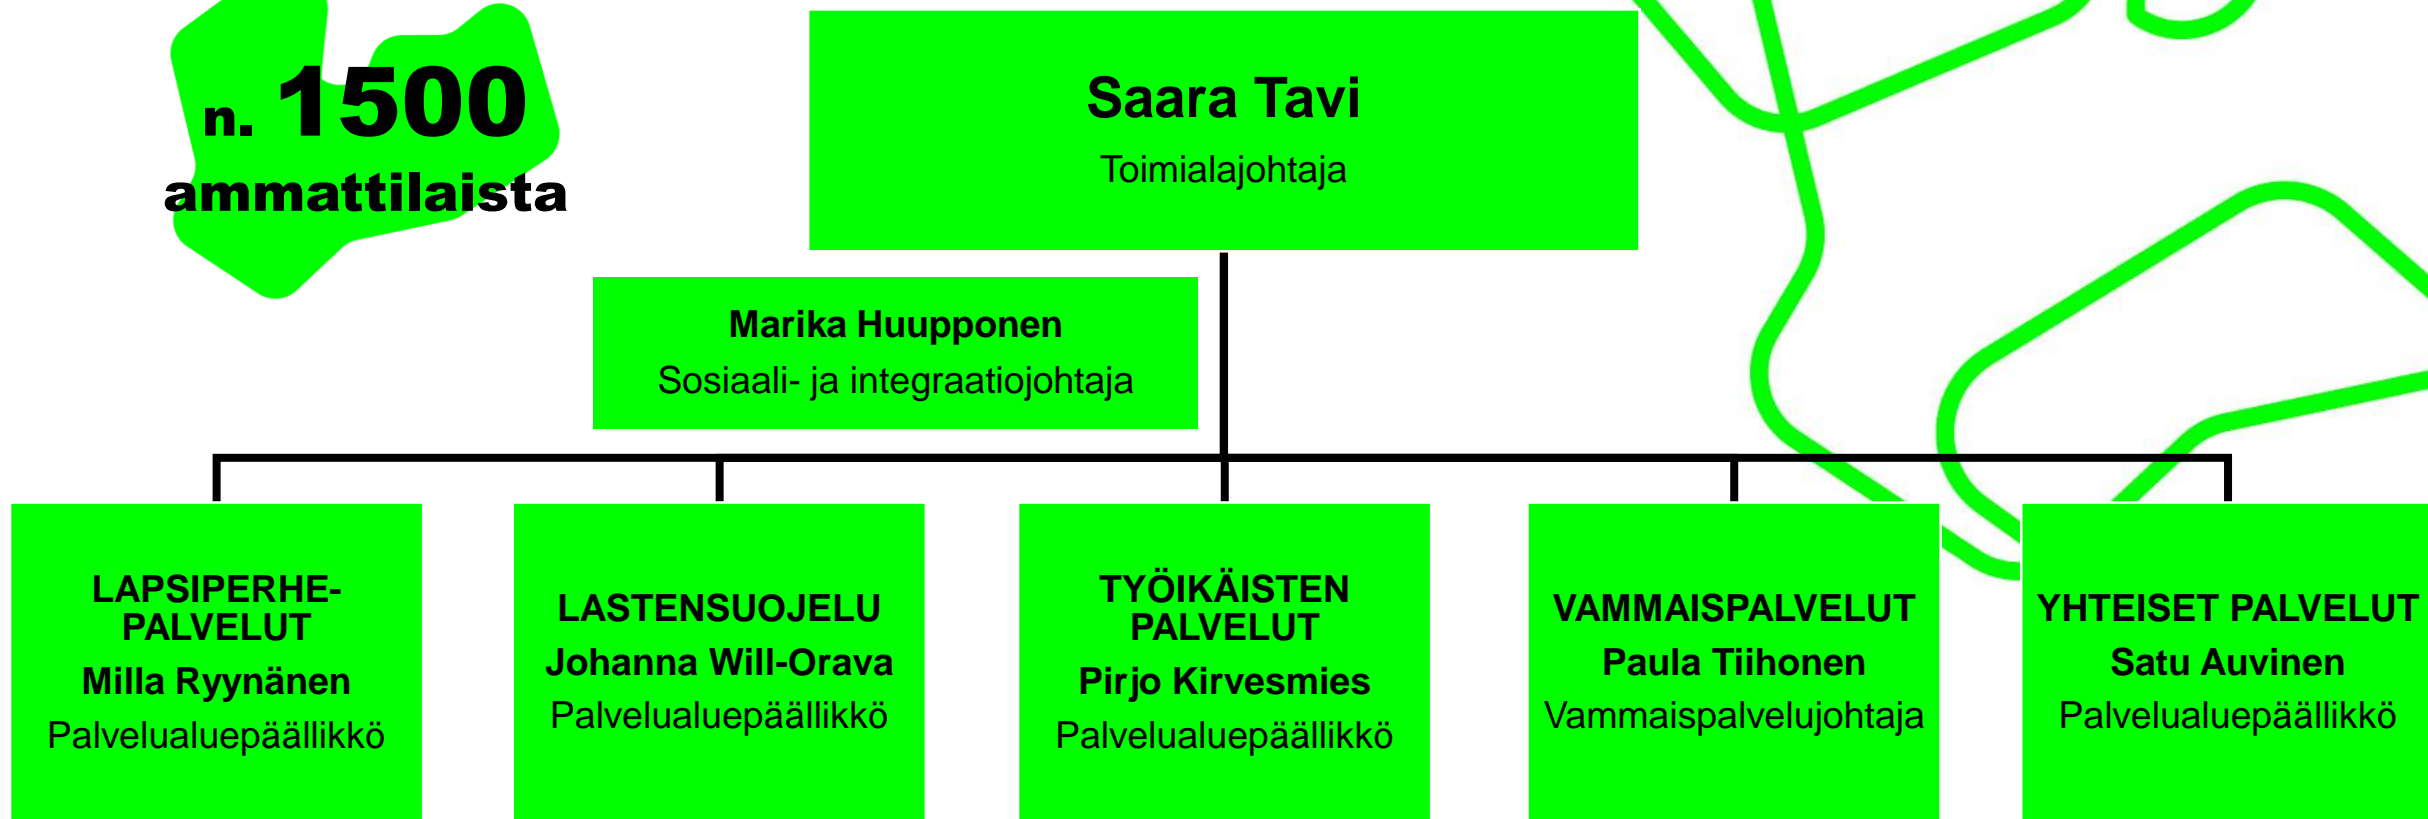 n. 1500
ammattilaista
Saara Tavi
Toimialajohtaja
Marika Huupponen
Sosiaali- ja integraatiojohtaja
LAPSIPERHE-
PALVELUT
Milla Ryynänen
Palvelualuepäällikkö
LASTENSUOJELU
Johanna Will-Orava
Palvelualuepäällikkö
TYÖIKÄISTEN
PALVELUT
Pirjo Kirvesmies
Palvelualuepäällikkö
VAMMAISPALVELUT
Paula Tiihonen
Vammaispalvelujohtaja
YHTEISET PALVELUT
Satu Auvinen
Palvelualuepäällikkö